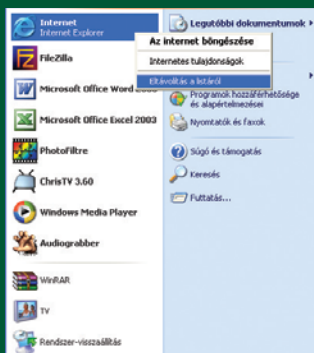 Internet
Internet Explorer
FileZilla
Microsoft Office Word
Microsoft Office Excel 2003
PhotoFiltre
ChrisTV 3.60
Windows Media Player
Audiograbber
WinRAR
TV
Rendszer-visszaállítás
Legutóbbi dokumentumok
Az internet böngészése
Internetes tulajdonságok
Eltávolítás a listáról
Programok hozzáférhetősége
és alapértelmezései
Nyomtatók és faxok
Súgó és támogatás
Keresés
Futtatás...